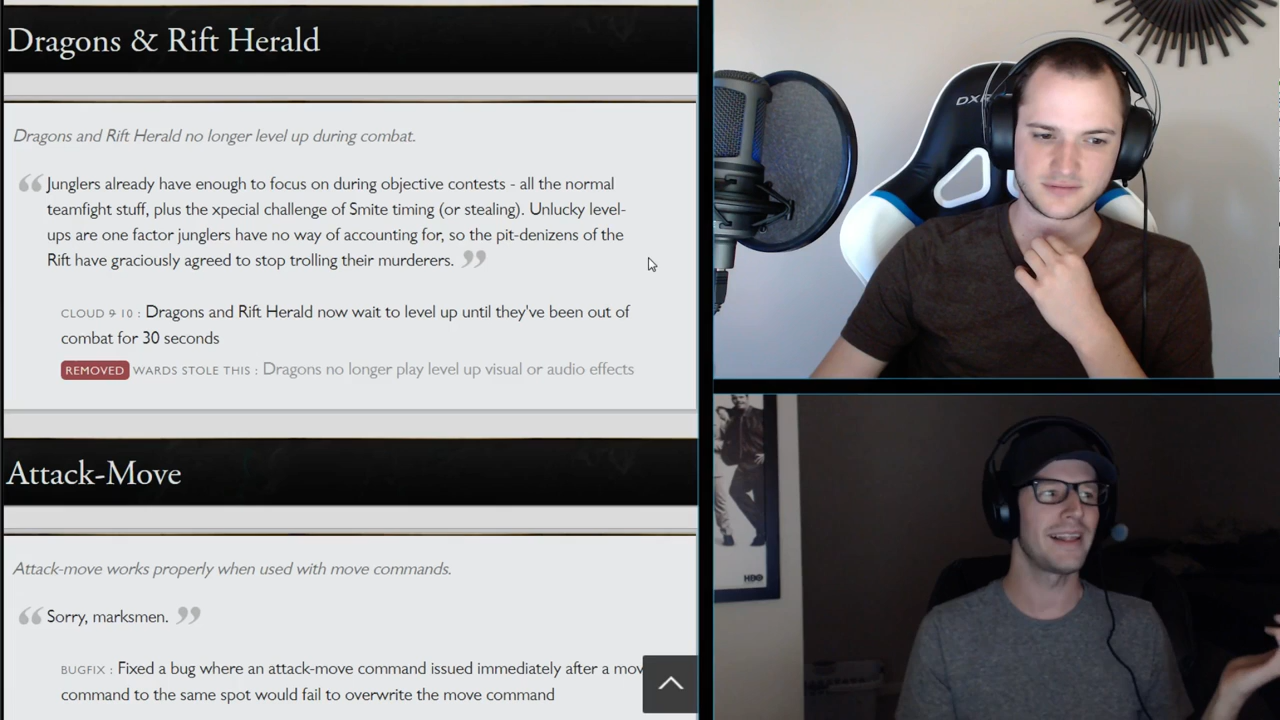 Dragons & Rift Herald
Dragons and Rift Herald no longer level up during combat.
“ Junglers already have enough to focus on during objective contests - all the normal
teamfight stuff, plus the xpecial challenge of Smite timing (or stealing). Unlucky level-
ups are one factor junglers have no way of accounting for, so the pit-denizens of the
Rift have graciously agreed to stop trolling their murderers. ”
CLOUD 9 10 : Dragons and Rift Herald now wait to level up until they've been out of
combat for 30 seconds
REMOVED WARDS STOLE THIS : Dragons no longer play level up visual or audio effects
Attack-Move
Attack-move works properly when used with move commands.
“ Sorry, marksmen. ”
BUGFIX : Fixed a bug where an attack-move command issued immediately after a mov
command to the same spot would fail to overwrite the move command
DXR
HBO